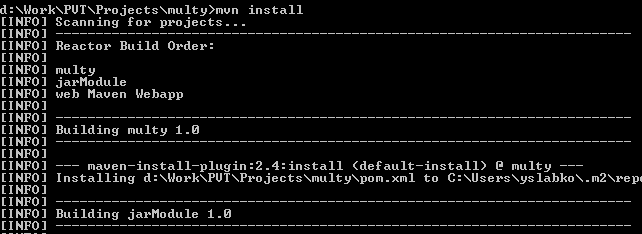 d:\Work\PVT\Projects\multy>mvn install
[INFO] Scanning for projects...
[INFO] ------------------------------------------------------------------------
[INFO] Reactor Build Order:
[INFO]
[INFO] multy
[INFO] jarModule
[INFO] web Maven Webapp
[INFO]
[INFO] ------------------------------------------------------------------------
[INFO] Building multy 1.0
[INFO] ------------------------------------------------------------------------
[INFO]
[INFO] --- maven-install-plugin:2.4:install (default-install) @ multy ---
[INFO] Installing d:\Work\PVT\Projects\multy\pom.xml to C:\Users\yslabko\.m2\repo
[INFO]
[INFO] ------------------------------------------------------------------------
[INFO] Building jarModule 1.0
[INFO] ------------------------------------------------------------------------